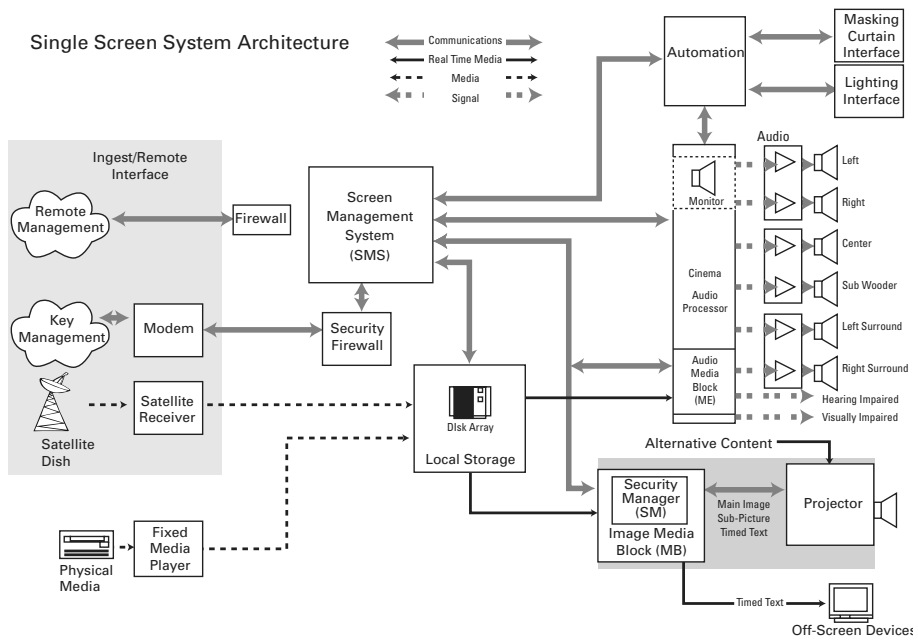 Single Screen System Architecture
Communications
Real Time Media
Media
Signal
Automation
Masking
Curtain
Interface
Lighting
Interface
Ingest/Remote
Interface
Remote
Management
Firewall
Screen
Management
System
(SMS)
Key
Management
Modem
Security
Firewall
Satellite
Dish
Satellite
Receiver
Physical
Media
Fixed
Media
Player
DIsk Array
Local Storage
Monitor
Cinema
Audio
Processor
Audio
Media
Block
(ME)
Audio
Left
Right
Center
Sub Wooder
Left Surround
Right Surround
Hearing Impaired
Visually Impaired
Alternative Content
Security
Manager
(SM)
Image Media
Block (MB)
Main Image
Sub-Picture
Timed Text
Projector
Timed Text
Off-Screen Devices